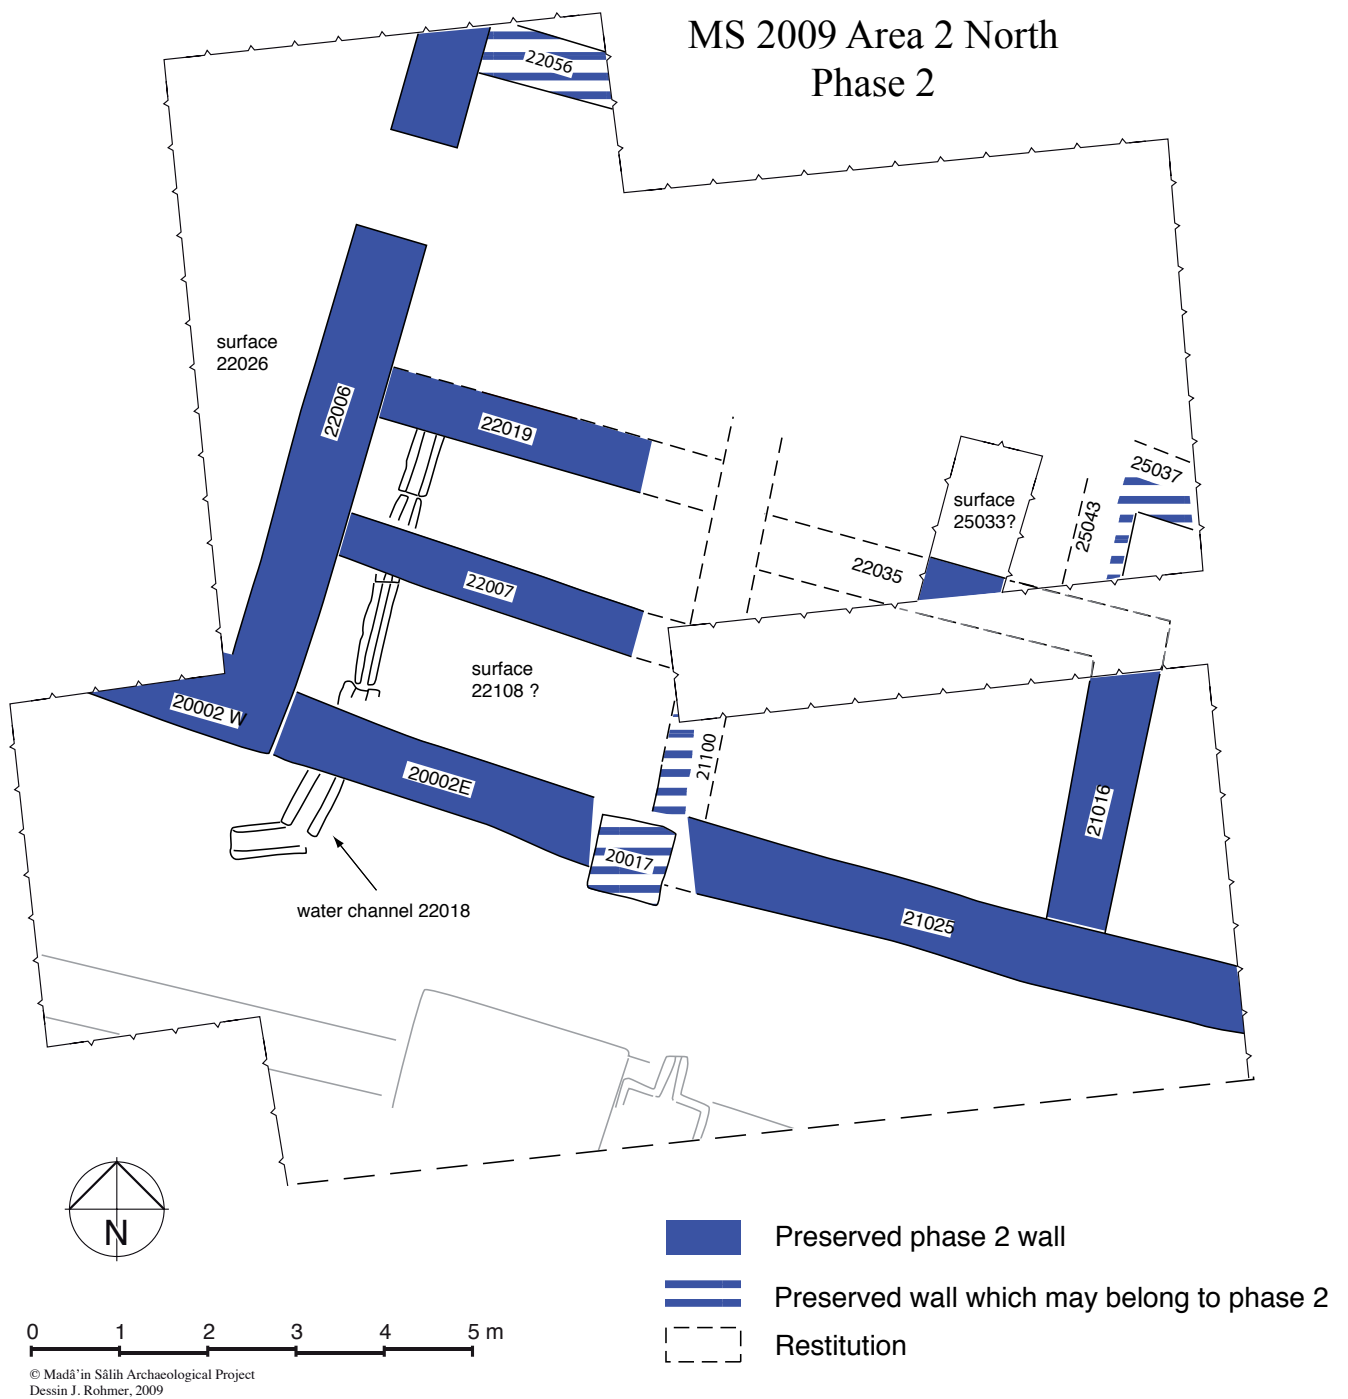 MS 2009 Area 2 North
Phase 2
22056
surface
22026
22006
22019
surface
25033?
25037
25043
22035
22007
surface
22108 ?
20002 W
20002E
21100
21016
20017
21025
water channel 22018
N
Preserved phase 2 wall
Preserved wall which may belong to phase 2
Restitution
0 1 2 3 4 5 m
© Madâ'in Sâlih Archaeological Project
Dessin J. Rohmer, 2009